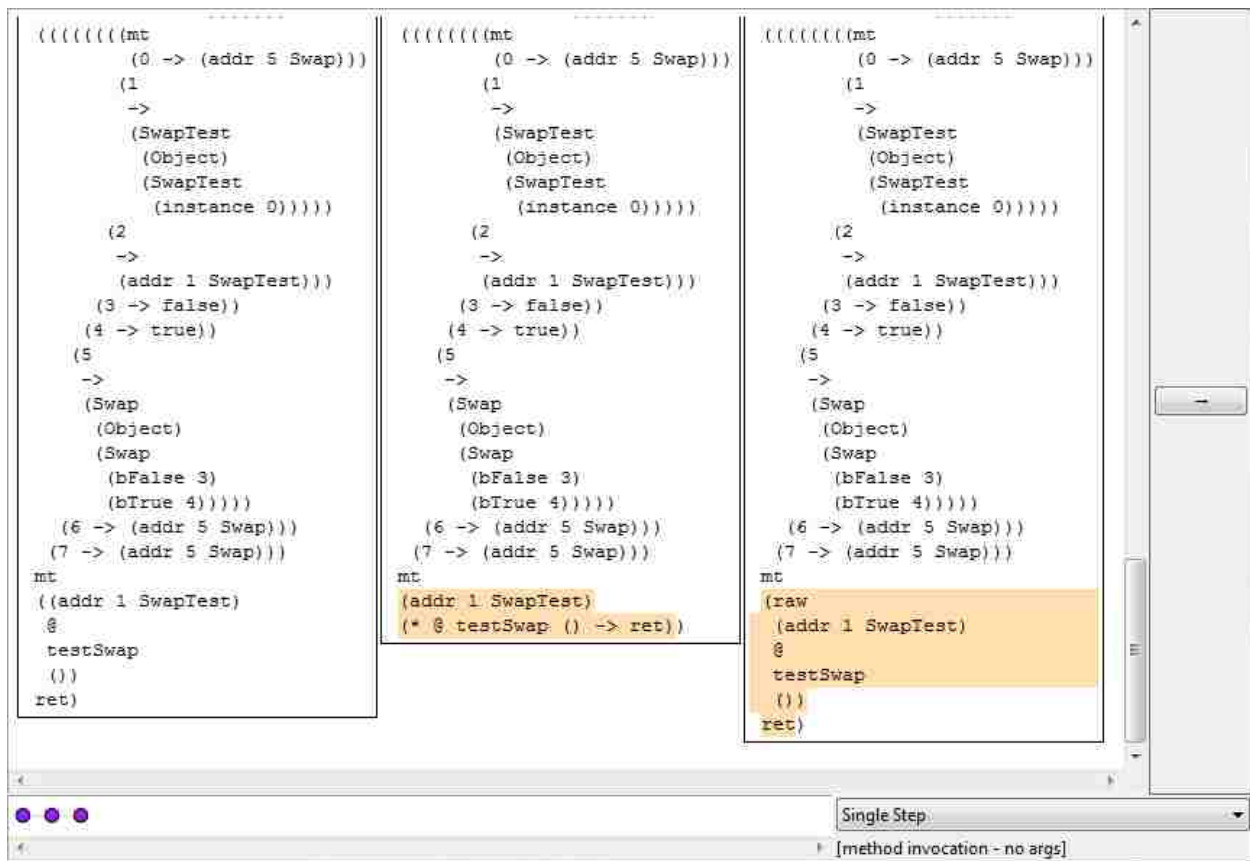 ((((((((mt
(0 -> (addr 5 Swap)))
(1
->
(SwapTest
(Object)
(SwapTest
(instance 0)))))
(2
->
(addr 1 SwapTest)))
(3 -> false))
(4 -> true))
(5
->
(Swap
(Object)
(Swap
(bFalse 3)
(bTrue 4)))))
(6 -> (addr 5 Swap)))
(7 -> (addr 5 Swap)))
mt
((addr 1 SwapTest)
@
testSwap
())
ret)
((((((((mt
(0 -> (addr 5 Swap)))
(1
->
(SwapTest
(Object)
(SwapTest
(instance 0)))))
(2
->
(addr 1 SwapTest)))
(3 -> false))
(4 -> true))
(5
->
(Swap
(Object)
(Swap
(bFalse 3)
(bTrue 4)))))
(6 -> (addr 5 Swap)))
(7 -> (addr 5 Swap)))
mt
(addr 1 SwapTest)
(* @ testSwap () -> ret))
((((((((mt
(0 -> (addr 5 Swap)))
(1
->
(SwapTest
(Object)
(SwapTest
(instance 0)))))
(2
->
(addr 1 SwapTest)))
(3 -> false))
(4 -> true))
(5
->
(Swap
(Object)
(Swap
(bFalse 3)
(bTrue 4)))))
(6 -> (addr 5 Swap)))
(7 -> (addr 5 Swap)))
mt
(raw
(addr 1 SwapTest)
@
testSwap
())
ret)
→
Single Step
[method invocation - no args]